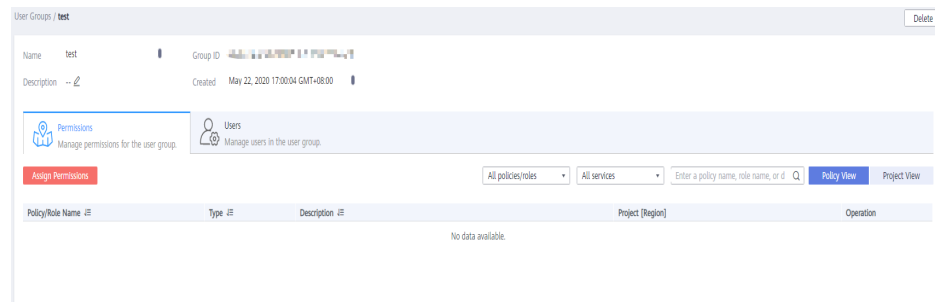 User Groups / test
Delete
Name test Group ID
Description -- Created May 22, 2020 17:00:04 GMT+08:00
Permissions
Manage permissions for the user group.
Users
Manage users in the user group.
Assign Permissions All policies/roles All services Enter a policy name, role name, or d Policy View Project View
Policy/Role Name Type Description Project [Region] Operation
No data available.